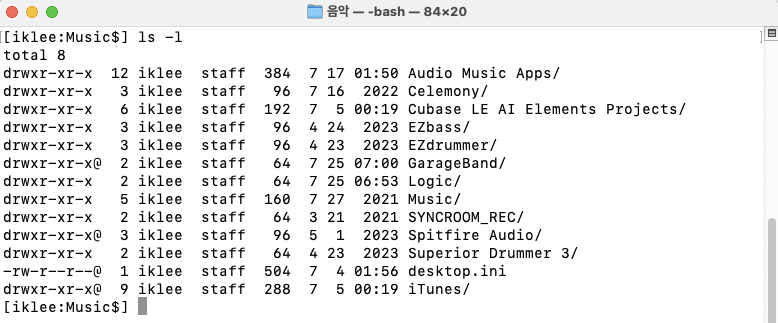 음악 — -bash — 84×20
[[iklee:Music$] ls -l ]
total 8
drwxr-xr-x  12 iklee  staff  384  7 17 01:50 Audio Music Apps/
drwxr-xr-x   3 iklee  staff   96  7 16  2022 Celemony/
drwxr-xr-x   6 iklee  staff  192  7  5 00:19 Cubase LE AI Elements Projects/
drwxr-xr-x   3 iklee  staff   96  4 24  2023 EZbass/
drwxr-xr-x   3 iklee  staff   96  4 23  2023 EZdrummer/
drwxr-xr-x@  2 iklee  staff   64  7 25 07:00 GarageBand/
drwxr-xr-x   2 iklee  staff   64  7 25 06:53 Logic/
drwxr-xr-x   5 iklee  staff  160  7 27  2021 Music/
drwxr-xr-x   2 iklee  staff   64  3 21  2021 SYNCROOM_REC/
drwxr-xr-x@  3 iklee  staff   96  5  1  2023 Spitfire Audio/
drwxr-xr-x   2 iklee  staff   64  4 23  2023 Superior Drummer 3/
-rw-r--r--@  1 iklee  staff  504  7  4 01:56 desktop.ini
drwxr-xr-x@  9 iklee  staff  288  7  5 00:19 iTunes/
[iklee:Music$]